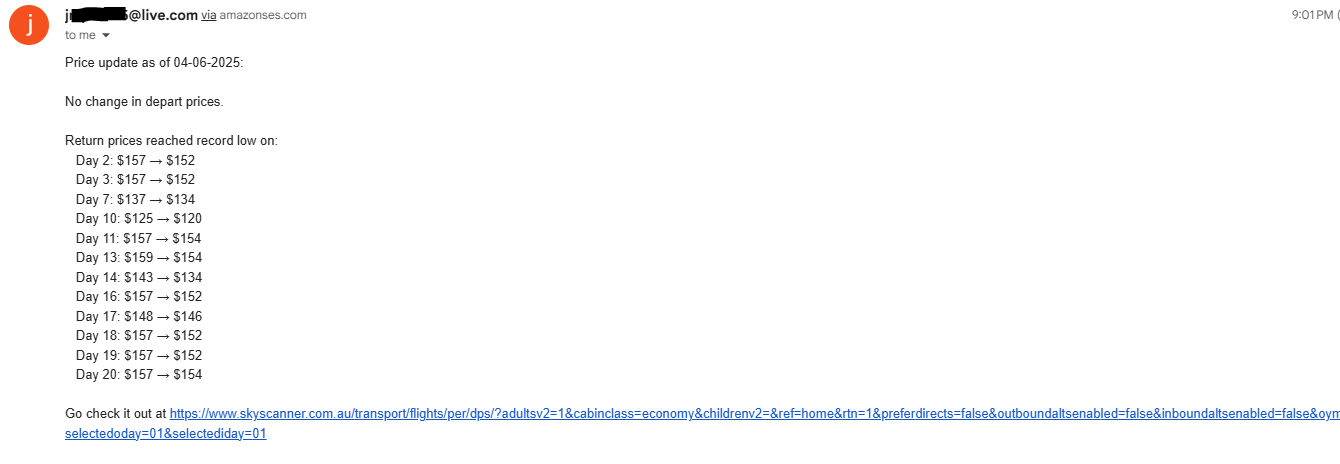 j
@live.com via amazonses.com
9:01 PM (
to me
Price update as of 04-06-2025:
No change in depart prices.
Return prices reached record low on:
Day 2: $157 → $152
Day 3: $157 → $152
Day 7: $137 → $134
Day 10: $125 → $120
Day 11: $157 → $154
Day 13: $159 → $154
Day 14: $143 → $134
Day 16: $157 → $152
Day 17: $148 → $146
Day 18: $157 → $152
Day 19: $157 → $152
Day 20: $157 → $154
Go check it out at https://www.skyscanner.com.au/transport/flights/per/dps/?adultsv2=1&cabinclass=economy&childrenv2=&ref=home&rtn=1&preferdirects=false&outboundaltsenabled=false&inboundaltsenabled=false&oym
selectedoday=01&selectediday=01